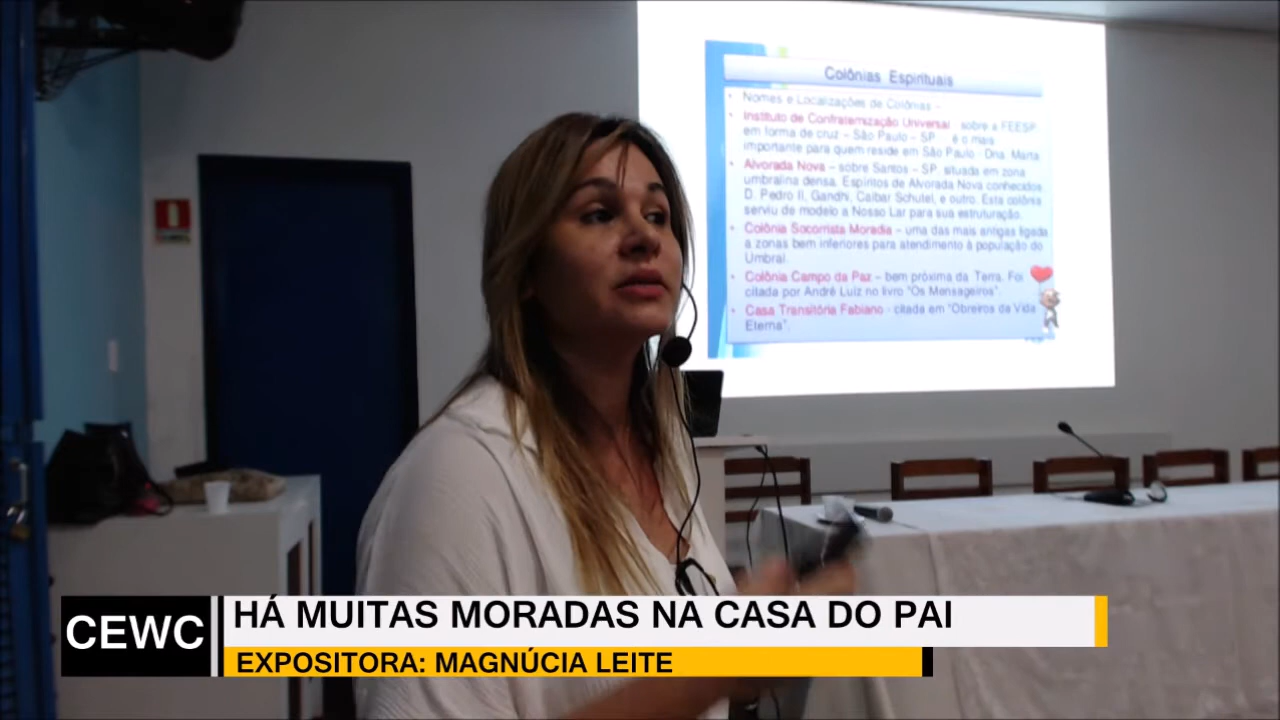 Colônias Espirituais
Nomes e Localizações de Colônias –
Instituto de Confraternização Universal - sobre a FEESP
em forma de cruz – São Paulo – SP é o mais
importante para quem reside em São Paulo Dna. Marta
Alvorada Nova – sobre Santos – SP, situada em zona
umbralina densa. Espíritos de Alvorada Nova conhecidos
D. Pedro II, Gandhi, Caibar Schutel, e outro. Esta colônia
serviu de modelo a Nosso Lar para sua estruturação.
Colônia Socorrista Moradia – uma das mais antigas ligada
a zonas bem inferiores para atendimento à população do
Umbral.
Colônia Campo da Paz – bem próxima da Terra. Foi
citada por André Luiz no livro "Os Mensageiros".
Casa Transitória Fabiano - citada em "Obreiros da Vida
Eterna".
CEWC
HÁ MUITAS MORADAS NA CASA DO PAI
EXPOSITORA: MAGNÚCIA LEITE